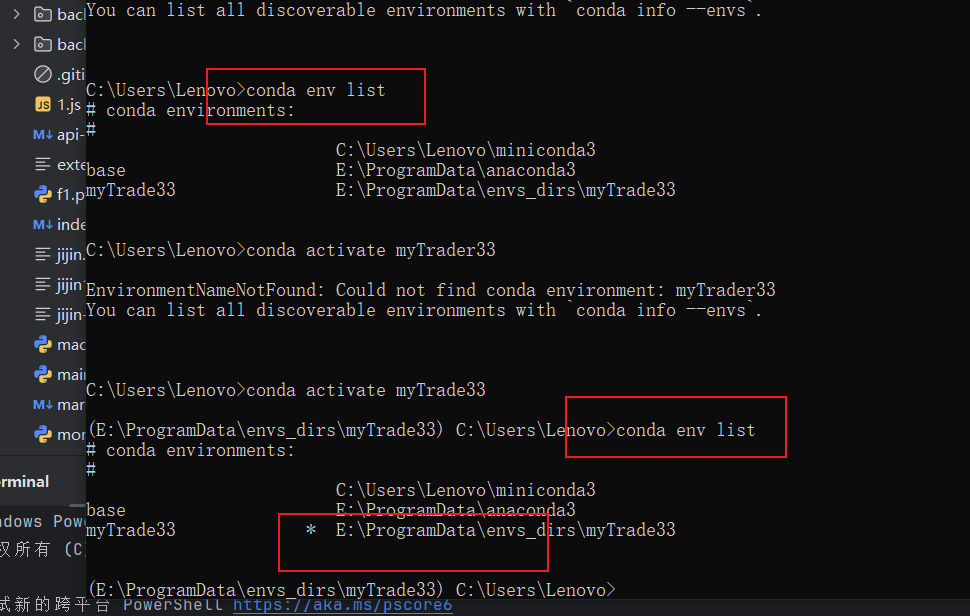 You can list all discoverable environments with `conda info --envs`.
.giti
C:\Users\Lenovo>conda env list
1.js
# conda environments:
#
api-
C:\Users\Lenovo\miniconda3
base E:\ProgramData\anaconda3
myTrade33 E:\ProgramData\envs_dirs\myTrade33
f1.p
inde
C:\Users\Lenovo>conda activate myTrader33
jijin.
EnvironmentNameNotFound: Could not find conda environment: myTrader33
You can list all discoverable environments with `conda info --envs`.
jijin-
mac
mai
C:\Users\Lenovo>conda activate myTrade33
mar
(E:\ProgramData\envs_dirs\myTrade33) C:\Users\Lenovo>conda env list
# conda environments:
#
rminal
C:\Users\Lenovo\miniconda3
base E:\ProgramData\anaconda3
myTrade33 * E:\ProgramData\envs_dirs\myTrade33
ndows Pow
权所有 (C
(E:\ProgramData\envs_dirs\myTrade33) C:\Users\Lenovo>
试新的跨平台 PowerShell https://aka.ms/pscore6